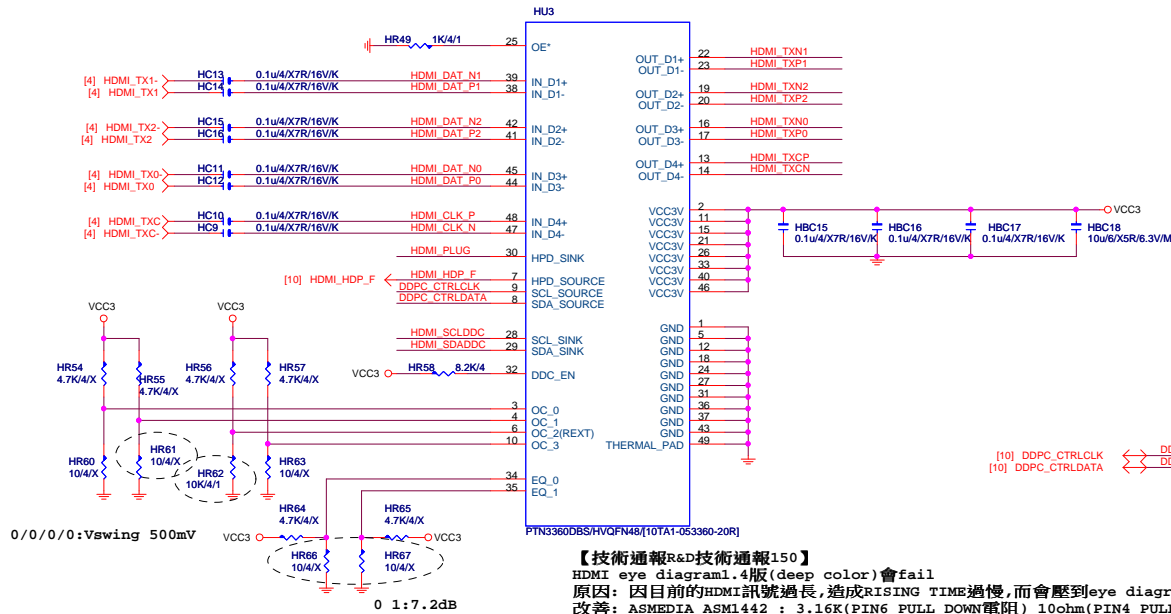 HU3
HR49 1K/4/1 25 OE*
[4] HDMI_TX1- HC13 0.1u/4/X7R/16V/K HDMI_DAT_N1 39 IN_D1+
[4] HDMI_TX1 HC14 0.1u/4/X7R/16V/K HDMI_DAT_P1 38 IN_D1-
[4] HDMI_TX2- HC15 0.1u/4/X7R/16V/K HDMI_DAT_N2 42 IN_D2+
[4] HDMI_TX2 HC16 0.1u/4/X7R/16V/K HDMI_DAT_P2 41 IN_D2-
[4] HDMI_TX0- HC11 0.1u/4/X7R/16V/K HDMI_DAT_N0 45 IN_D3+
[4] HDMI_TX0 HC12 0.1u/4/X7R/16V/K HDMI_DAT_P0 44 IN_D3-
[4] HDMI_TXC HC10 0.1u/4/X7R/16V/K HDMI_CLK_P 48 IN_D4+
[4] HDMI_TXC- HC9 0.1u/4/X7R/16V/K HDMI_CLK_N 47 IN_D4-
HDMI_PLUG 30 HPD_SINK
[10] HDMI_HDP_F HDMI_HDP_F 7 HPD_SOURCE
DDPC_CTRLCLK 9 SCL_SOURCE
DDPC_CTRLDATA 8 SDA_SOURCE
HDMI_SCLDDC 28 SCL_SINK
HDMI_SDADDC 29 SDA_SINK
VCC3 HR58 8.2K/4 32 DDC_EN
3 OC_0
4 OC_1
6 OC_2(REXT)
10 OC_3
34 EQ_0
35 EQ_1
OUT_D1+ 22 HDMI_TXN1
OUT_D1- 23 HDMI_TXP1
OUT_D2+ 19 HDMI_TXN2
OUT_D2- 20 HDMI_TXP2
OUT_D3+ 16 HDMI_TXN0
OUT_D3- 17 HDMI_TXP0
OUT_D4+ 13 HDMI_TXCP
OUT_D4- 14 HDMI_TXCN
VCC3V 2
VCC3V 11
VCC3V 15
VCC3V 21
VCC3V 26
VCC3V 33
VCC3V 40
VCC3V 46
VCC3
HBC15 0.1u/4/X7R/16V/K
HBC16 0.1u/4/X7R/16V/K
HBC17 0.1u/4/X7R/16V/K
HBC18 10u/6/X5R/6.3V/M
GND 1
GND 5
GND 12
GND 18
GND 24
GND 27
GND 31
GND 36
GND 37
GND 43
THERMAL_PAD 49
VCC3 VCC3
HR54 4.7K/4/X
HR55 4.7K/4/X
HR56 4.7K/4/X
HR57 4.7K/4/X
HR60 10/4/X
HR61 10/4/X
HR62 10K/4/1
HR63 10/4/X
HR64 4.7K/4/X
HR65 4.7K/4/X
VCC3 VCC3
HR66 10/4/X
HR67 10/4/X
0/0/0/0:Vswing 500mV
0 1:7.2dB
[10] DDPC_CTRLCLK DD
[10] DDPC_CTRLDATA DD
PTN3360DBS/HVQFN48/[10TA1-053360-20R]
【技術通報R&D技術通報150】
HDMI eye diagram1.4版(deep color)會fail
原因: 因目前的HDMI訊號過長,造成RISING TIME過慢,而會壓到eye diagr
改善: ASMEDIA ASM1442 : 3.16K(PIN6 PULL DOWN電阻) 10ohm(PIN4 PULL